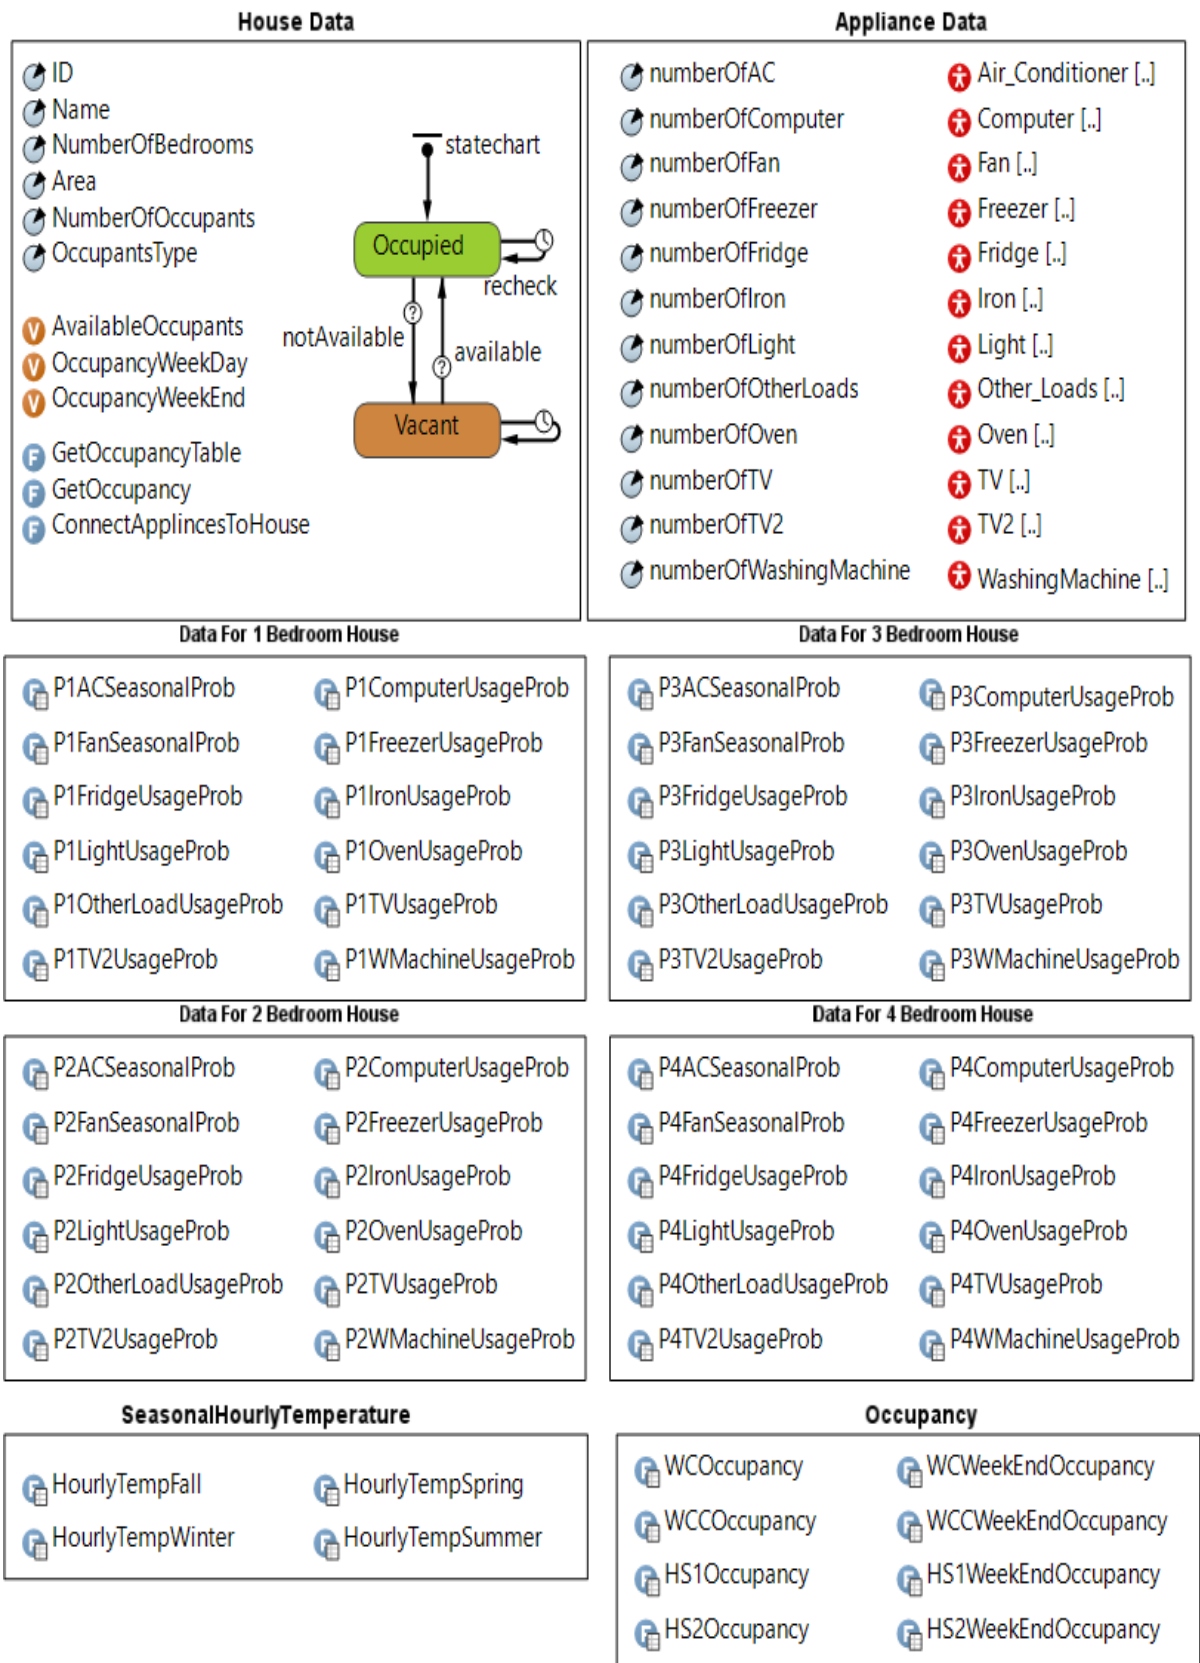 House Data
ID
Name
NumberOfBedrooms
Area
NumberOfOccupants
OccupantsType
V AvailableOccupants
V OccupancyWeekDay
V OccupancyWeekEnd
F GetOccupancyTable
F GetOccupancy
F ConnectApplincesToHouse
statechart
Occupied
recheck
?
notAvailable
available
?
Vacant
Appliance Data
numberOfAC Air_Conditioner [..]
numberOfComputer Computer [..]
numberOfFan Fan [..]
numberOfFreezer Freezer [..]
numberOfFridge Fridge [..]
numberOfIron Iron [..]
numberOfLight Light [..]
numberOfOtherLoads Other_Loads [..]
numberOfOven Oven [..]
numberOfTV TV [..]
numberOfTV2 TV2 [..]
numberOfWashingMachine WashingMachine [..]
Data For 1 Bedroom House
P1ACSeasonalProb P1ComputerUsageProb
P1FanSeasonalProb P1FreezerUsageProb
P1FridgeUsageProb P1IronUsageProb
P1LightUsageProb P1OvenUsageProb
P1OtherLoadUsageProb P1TVUsageProb
P1TV2UsageProb P1WMachineUsageProb
Data For 3 Bedroom House
P3ACSeasonalProb P3ComputerUsageProb
P3FanSeasonalProb P3FreezerUsageProb
P3FridgeUsageProb P3IronUsageProb
P3LightUsageProb P3OvenUsageProb
P3OtherLoadUsageProb P3TVUsageProb
P3TV2UsageProb P3WMachineUsageProb
Data For 2 Bedroom House
P2ACSeasonalProb P2ComputerUsageProb
P2FanSeasonalProb P2FreezerUsageProb
P2FridgeUsageProb P2IronUsageProb
P2LightUsageProb P2OvenUsageProb
P2OtherLoadUsageProb P2TVUsageProb
P2TV2UsageProb P2WMachineUsageProb
Data For 4 Bedroom House
P4ACSeasonalProb P4ComputerUsageProb
P4FanSeasonalProb P4FreezerUsageProb
P4FridgeUsageProb P4IronUsageProb
P4LightUsageProb P4OvenUsageProb
P4OtherLoadUsageProb P4TVUsageProb
P4TV2UsageProb P4WMachineUsageProb
SeasonalHourlyTemperature
HourlyTempFall HourlyTempSpring
HourlyTempWinter HourlyTempSummer
Occupancy
WCOccupancy WCWeekEndOccupancy
WCCOccupancy WCCWeekEndOccupancy
HS1Occupancy HS1WeekEndOccupancy
HS2Occupancy HS2WeekEndOccupancy